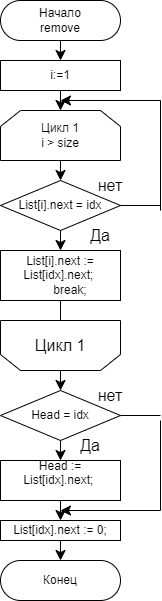 Начало
remove
i:=1
Цикл 1
i > size
нет
List[i].next = idx
Да
List[i].next :=
List[idx].next;
break;
Цикл 1
нет
Head = idx
Да
Head :=
List[idx].next;
List[idx].next := 0;
Конец